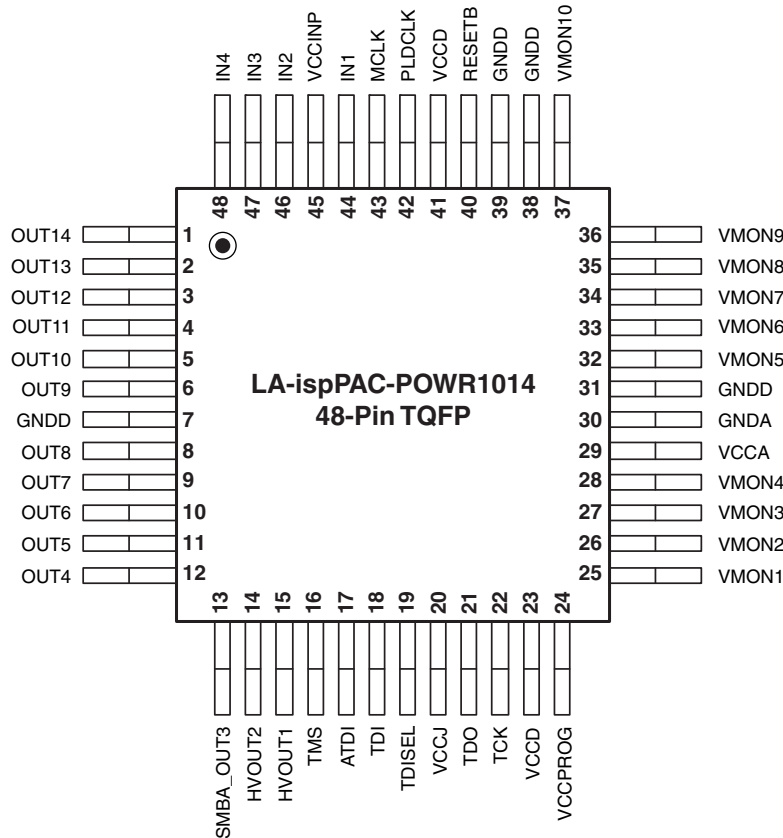 IN4
IN3
IN2
VCCINP
IN1
MCLK
PLDCLK
VCCD
RESETB
GNDD
GNDD
VMON10
48
47
46
45
44
43
42
41
40
39
38
37
OUT14 1
OUT13 2
OUT12 3
OUT11 4
OUT10 5
OUT9 6
GNDD 7
OUT8 8
OUT7 9
OUT6 10
OUT5 11
OUT4 12
LA-ispPAC-POWR1014
48-Pin TQFP
36 VMON9
35 VMON8
34 VMON7
33 VMON6
32 VMON5
31 GNDD
30 GNDA
29 VCCA
28 VMON4
27 VMON3
26 VMON2
25 VMON1
13
14
15
16
17
18
19
20
21
22
23
24
SMBA_OUT3
HVOUT2
HVOUT1
TMS
ATDI
TDI
TDISEL
VCCJ
TDO
TCK
VCCD
VCCPROG